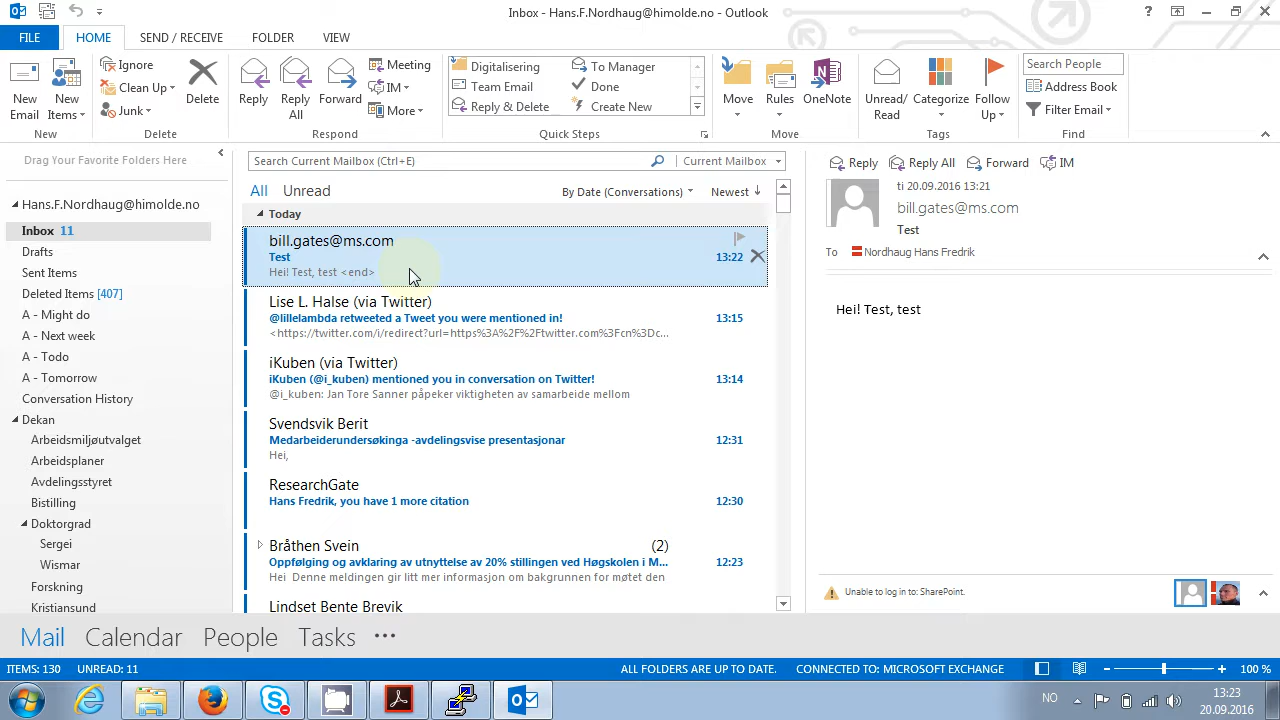 Inbox - Hans.F.Nordhaug@himolde.no - Outlook
FILE HOME SEND / RECEIVE FOLDER VIEW
New Email
New Items
New
Ignore
Clean Up
Junk
Delete
Delete
Reply
Reply All
Forward
Meeting
IM
More
Respond
Digitalisering
Team Email
Reply & Delete
To Manager
Done
Create New
Quick Steps
Move
Rules
OneNote
Move
Unread/ Read
Categorize
Follow Up
Tags
Search People
Address Book
Filter Email
Find
Drag Your Favorite Folders Here
Hans.F.Nordhaug@himolde.no
Inbox 11
Drafts
Sent Items
Deleted Items [407]
A - Might do
A - Next week
A - Todo
A - Tomorrow
Conversation History
Dekan
Arbeidsmiljøutvalget
Arbeidsplaner
Avdelingsstyret
Bistilling
Doktorgrad
Sergei
Wismar
Forskning
Kristiansund
Search Current Mailbox (Ctrl+E) Current Mailbox
All Unread By Date (Conversations) Newest
Today
bill.gates@ms.com
Test 13:22
Hei! Test, test <end>
Lise L. Halse (via Twitter)
@lillelambda retweeted a Tweet you were mentioned in! 13:15
<https://twitter.com/i/redirect?url=https%3A%2F%2Ftwitter.com%3Fcn%3Dc...
iKuben (via Twitter)
iKuben (@i_kuben) mentioned you in conversation on Twitter! 13:14
@i_kuben: Jan Tore Sanner påpeker viktigheten av samarbeide mellom
Svendsvik Berit
Medarbeiderundersøkinga -avdelingsvise presentasjonar 12:31
Hei,
ResearchGate
Hans Fredrik, you have 1 more citation 12:30
Bråthen Svein (2)
Oppfølging og avklaring av utnyttelse av 20% stillingen ved Høgskolen i M... 12:23
Hei Denne meldingen gir litt mer informasjon om bakgrunnen for møtet den
Lindset Bente Brevik
Reply Reply All Forward IM
ti 20.09.2016 13:21
bill.gates@ms.com
Test
To Nordhaug Hans Fredrik
Hei! Test, test
Unable to log in to: SharePoint.
Mail Calendar People Tasks
ITEMS: 130 UNREAD: 11 ALL FOLDERS ARE UP TO DATE. CONNECTED TO: MICROSOFT EXCHANGE 100 %
NO
13:23
20.09.2016